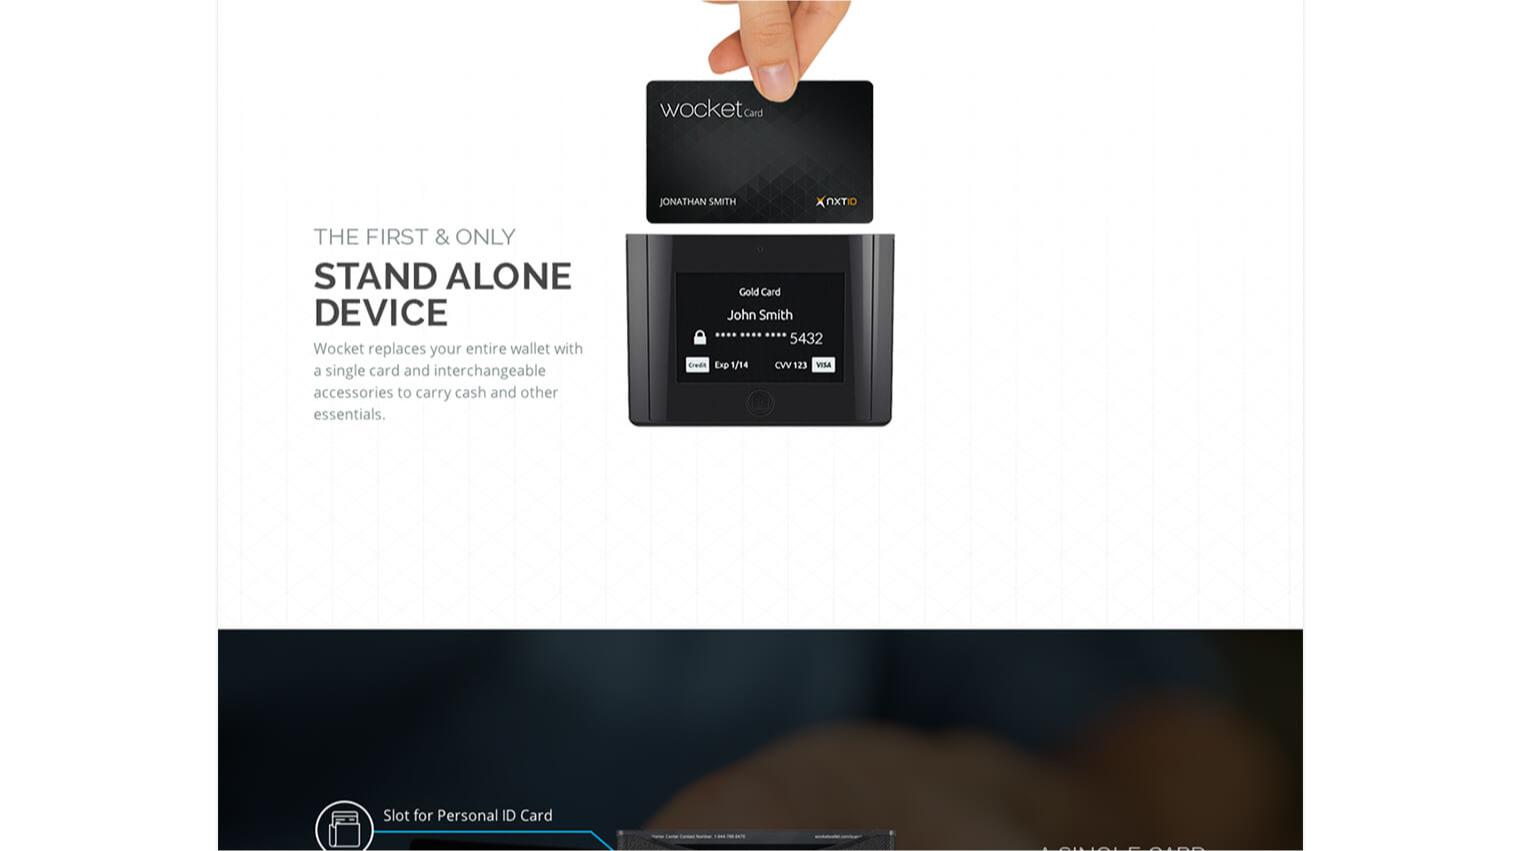 wocket Card
JONATHAN SMITH
NXTID
THE FIRST & ONLY
STAND ALONE
DEVICE
Wocket replaces your entire wallet with
a single card and interchangeable
accessories to carry cash and other
essentials.
Gold Card
John Smith
**** **** **** 5432
Credit Exp 1/14 CVV 123 VISA
Slot for Personal ID Card
A SINGLE CARD